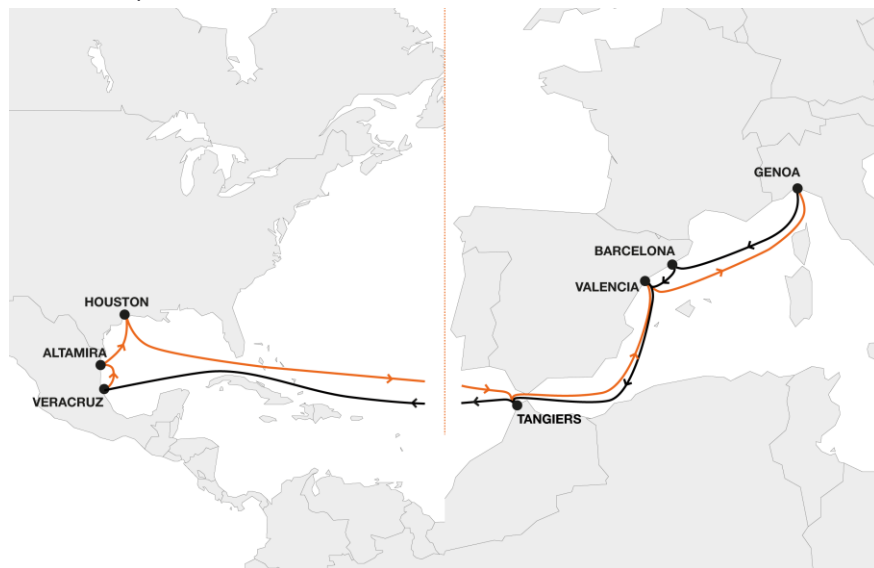 GENOA
BARCELONA
VALENCIA
HOUSTON
ALTAMIRA
VERACRUZ
TANGIERS